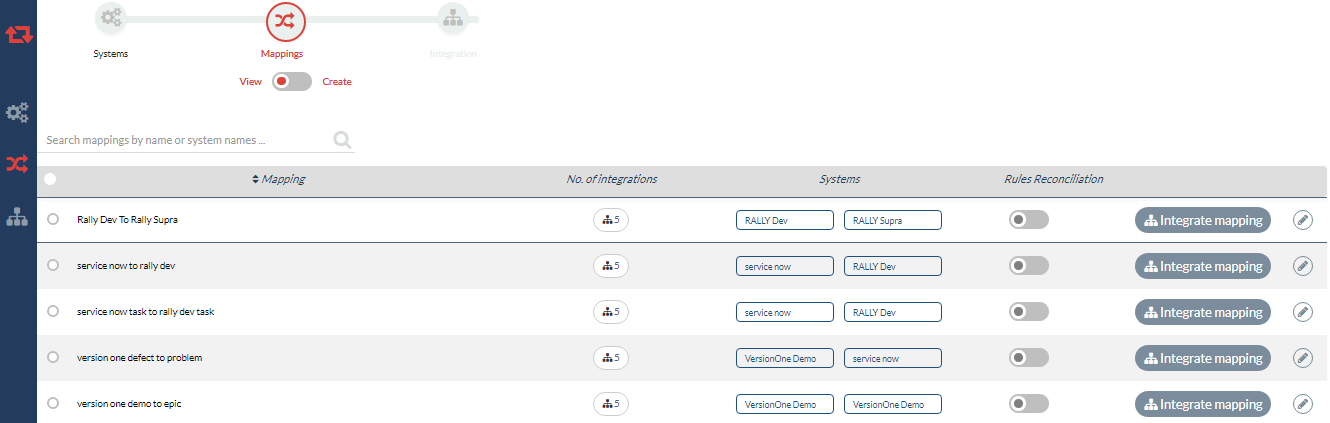 Systems Mappings Integration
View Create
Search mappings by name or system names ...
Mapping No. of integrations Systems Rules Reconciliation
Rally Dev To Rally Supra 5 RALLY Dev RALLY Supra Integrate mapping
service now to rally dev 5 service now RALLY Dev Integrate mapping
service now task to rally dev task 5 service now RALLY Dev Integrate mapping
version one defect to problem 5 VersionOne Demo service now Integrate mapping
version one demo to epic 5 VersionOne Demo VersionOne Demo Integrate mapping